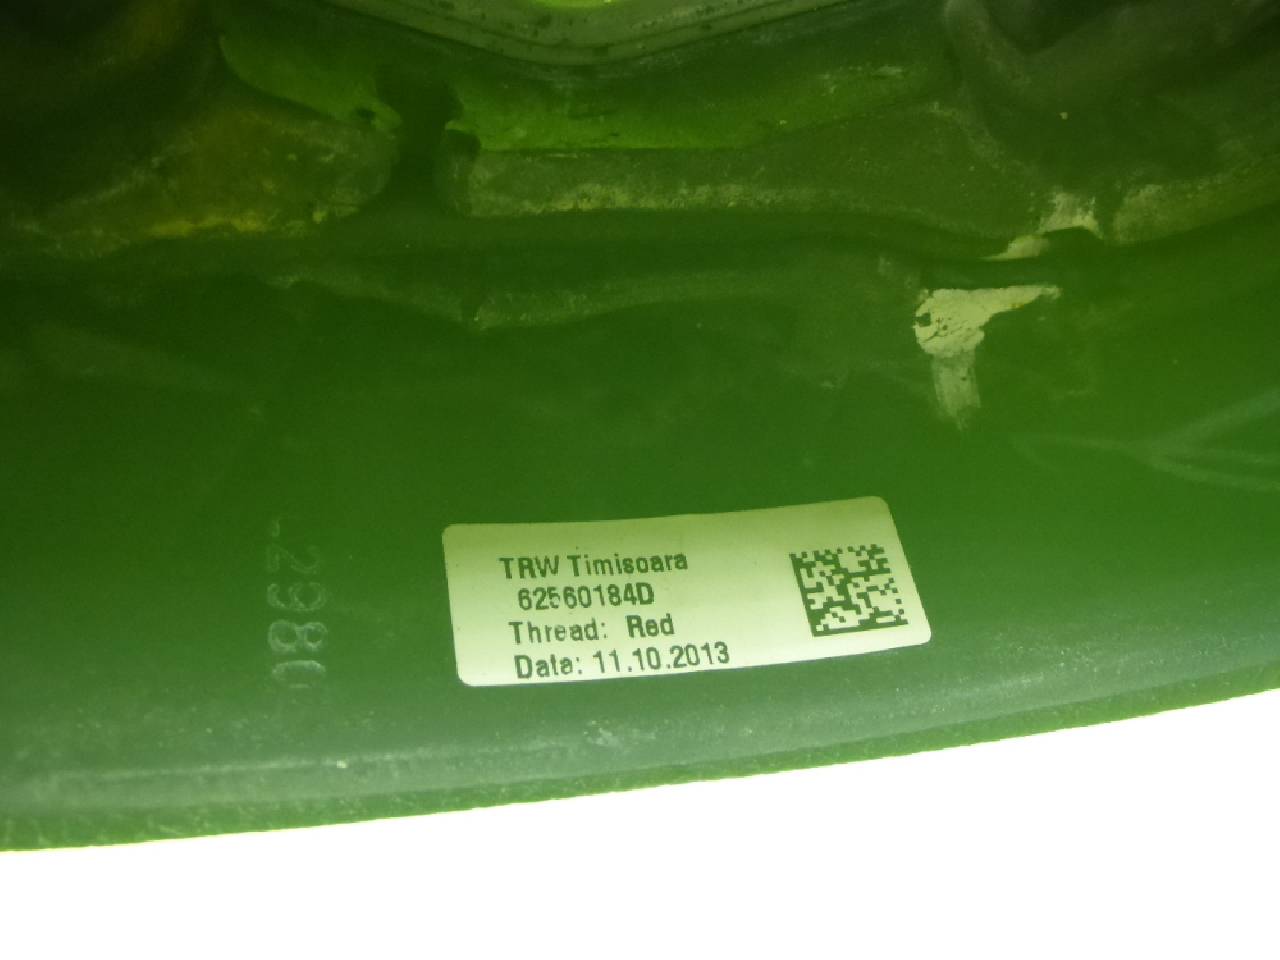 TRW Timisoara
62560184D
Thread: Red
Data: 11.10.2013